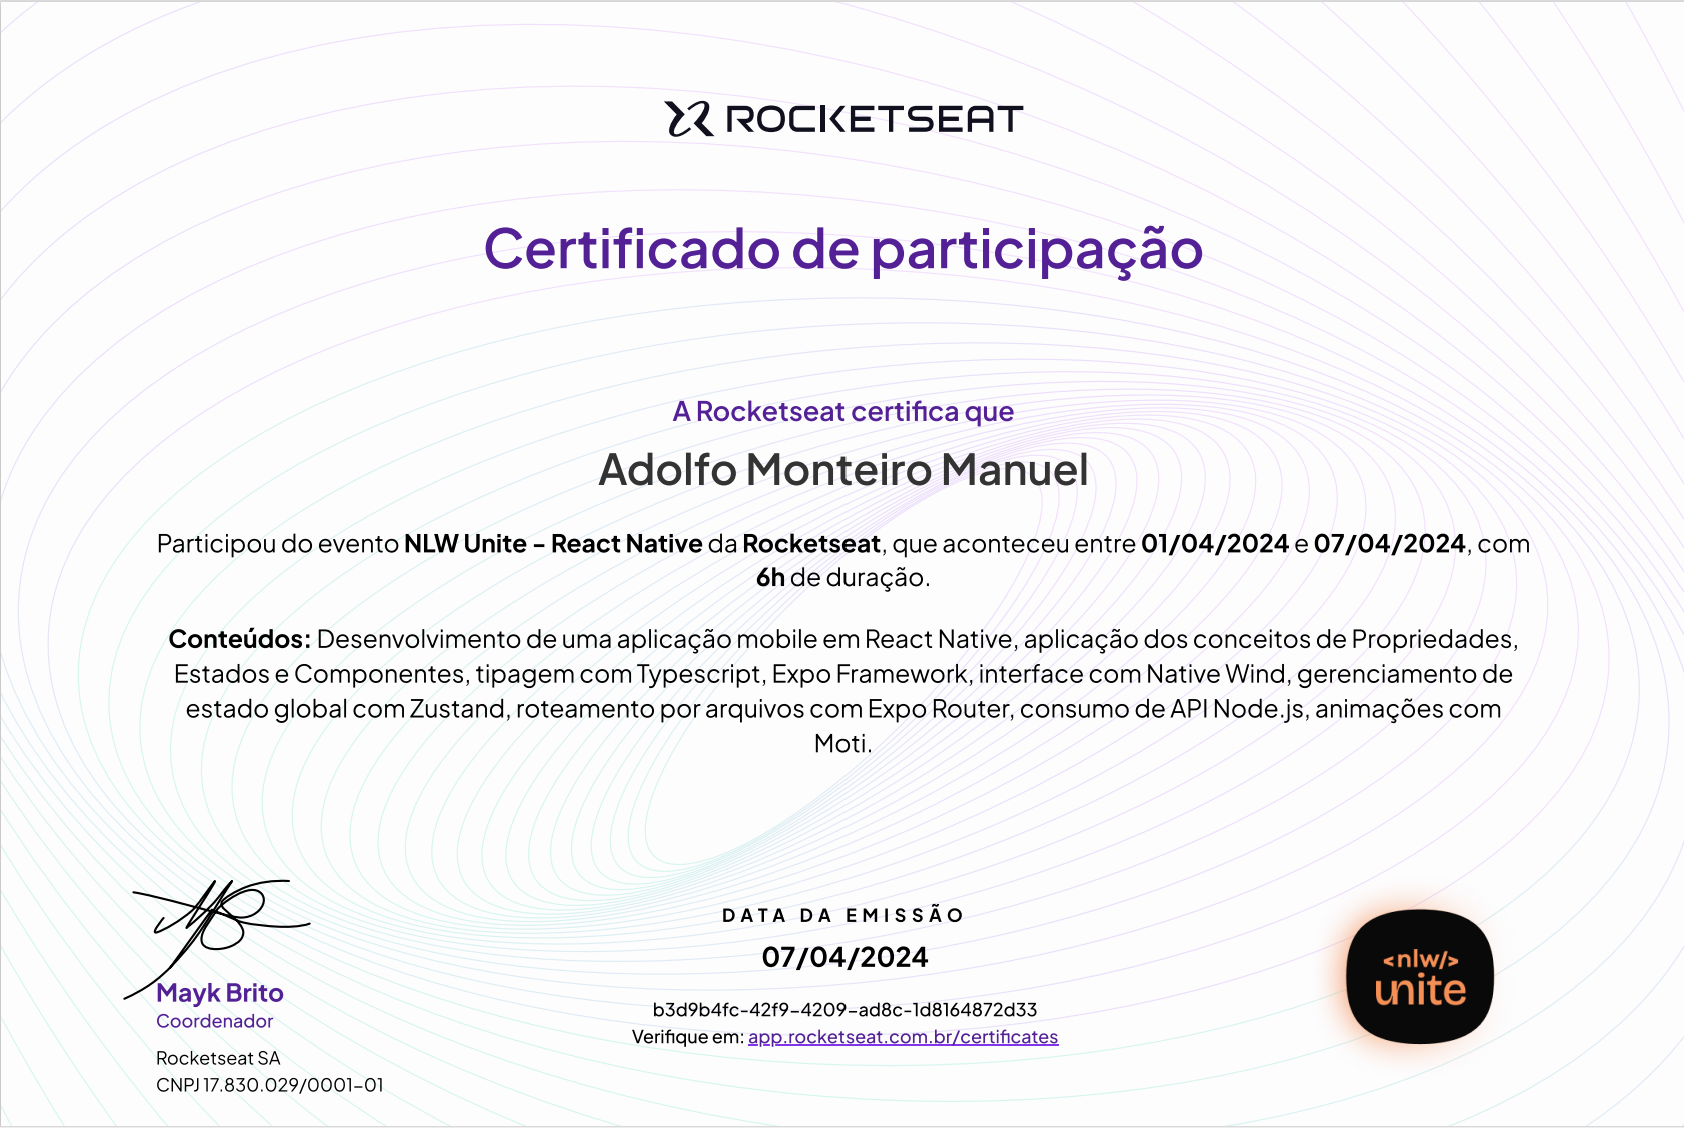 ROCKETSEAT
Certificado de participação
A Rocketseat certifica que
Adolfo Monteiro Manuel
Participou do evento NLW Unite - React Native da Rocketseat, que aconteceu entre 01/04/2024 e 07/04/2024, com
6h de duração.
Conteúdos: Desenvolvimento de uma aplicação mobile em React Native, aplicação dos conceitos de Propriedades,
Estados e Componentes, tipagem com Typescript, Expo Framework, interface com Native Wind, gerenciamento de
estado global com Zustand, roteamento por arquivos com Expo Router, consumo de API Node.js, animações com
Moti.
Mayk Brito
Coordenador
Rocketseat SA
CNPJ 17.830.029/0001-01
DATA DA EMISSÃO
07/04/2024
b3d9b4fc-42f9-4209-ad8c-1d8164872d33
Verifique em: app.rocketseat.com.br/certificates
<nlw/>
unite